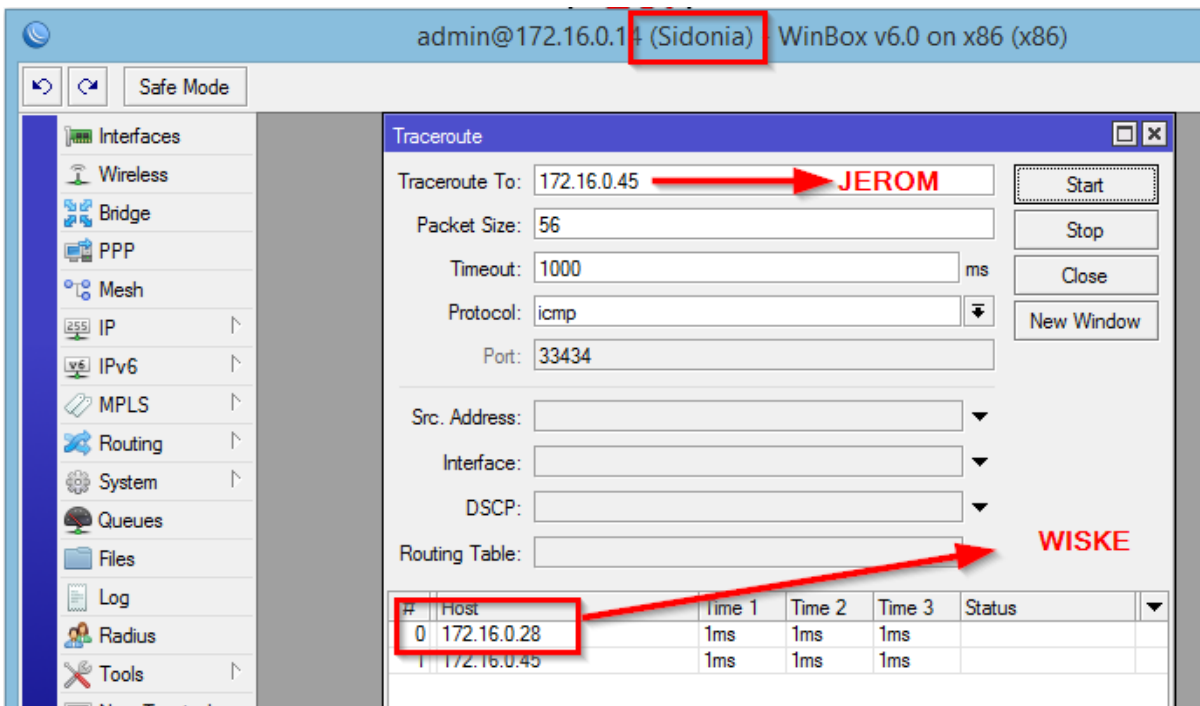 admin@172.16.0.14 (Sidonia) - WinBox v6.0 on x86 (x86)
Safe Mode
Interfaces
Wireless
Bridge
PPP
Mesh
255 IP
v6 IPv6
MPLS
Routing
System
Queues
Files
Log
Radius
Tools
Traceroute
Traceroute To: 172.16.0.45 JEROM
Packet Size: 56
Timeout: 1000 ms
Protocol: icmp
Port: 33434
Src. Address:
Interface:
DSCP:
Routing Table:
Start
Stop
Close
New Window
WISKE
# Host Time 1 Time 2 Time 3 Status
0 172.16.0.28 1ms 1ms 1ms
1 172.16.0.45 1ms 1ms 1ms